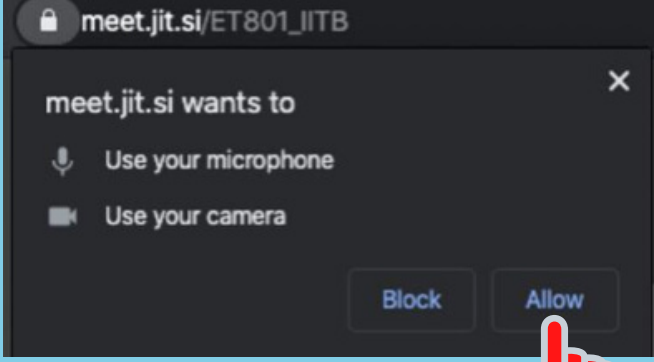 meet.jit.si/ET801_IITB
meet.jit.si wants to
Use your microphone
Use your camera
Block
Allow